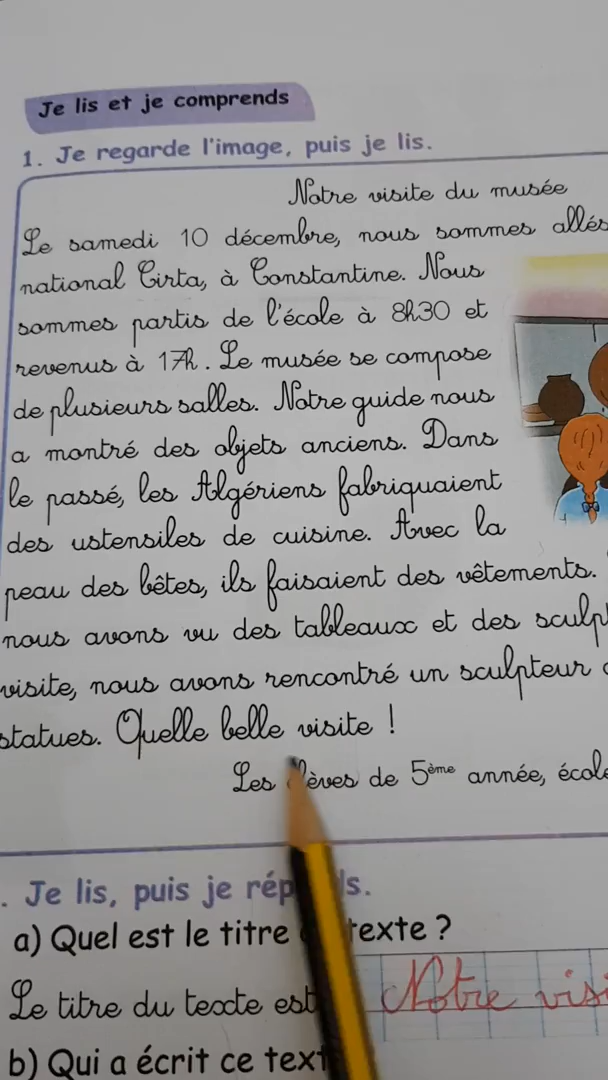 Je lis et je comprends
1. Je regarde l'image, puis je lis.
Notre visite du musée
Le samedi 10 décembre, nous sommes allés
national Cirta, à Constantine. Nous
sommes partis de l'école à 8h30 et
revenus à 17h. Le musée se compose
de plusieurs salles. Notre guide nous
a montré des objets anciens. Dans
le passé, les Algériens fabriquaient
des ustensiles de cuisine. Avec la
peau des bêtes, ils faisaient des vêtements.
nous avons vu des tableaux et des
visite, nous avons rencontré un sculpteur
statues. Quelle belle visite !
Les élèves de 5ème année, école
. Je lis, puis je réponds.
a) Quel est le titre texte ?
Le titre du texte est Notre
b) Qui a écrit ce